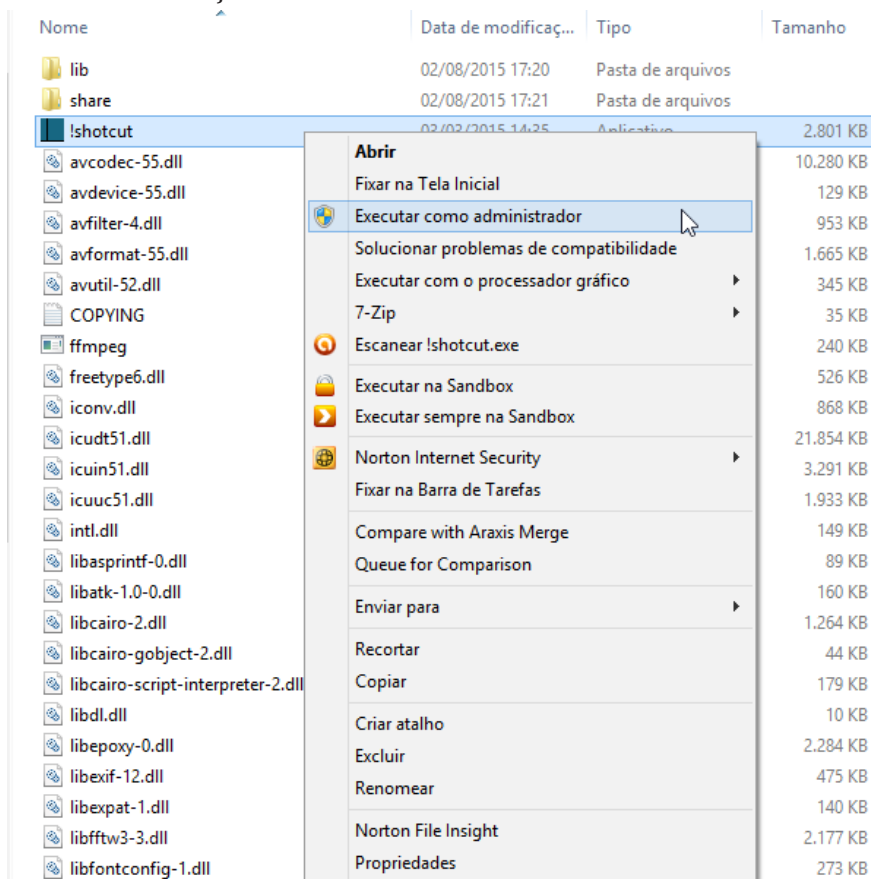 Nome Data de modificaç... Tipo Tamanho
lib 02/08/2015 17:20 Pasta de arquivos
share 02/08/2015 17:21 Pasta de arquivos
!shotcut 03/03/2015 14:35 Aplicativo 2.801 KB
avcodec-55.dll 10.280 KB
avdevice-55.dll 129 KB
avfilter-4.dll 953 KB
avformat-55.dll 1.665 KB
avutil-52.dll 345 KB
COPYING 35 KB
ffmpeg 240 KB
freetype6.dll 526 KB
iconv.dll 868 KB
icudt51.dll 21.854 KB
icuin51.dll 3.291 KB
icuuc51.dll 1.933 KB
intl.dll 149 KB
libasprintf-0.dll 89 KB
libatk-1.0-0.dll 160 KB
libcairo-2.dll 1.264 KB
libcairo-gobject-2.dll 44 KB
libcairo-script-interpreter-2.dll 179 KB
libdl.dll 10 KB
libepoxy-0.dll 2.284 KB
libexif-12.dll 475 KB
libexpat-1.dll 140 KB
libfftw3-3.dll 2.177 KB
libfontconfig-1.dll 273 KB
Abrir
Fixar na Tela Inicial
Executar como administrador
Solucionar problemas de compatibilidade
Executar com o processador gráfico
7-Zip
Escanear !shotcut.exe
Executar na Sandbox
Executar sempre na Sandbox
Norton Internet Security
Fixar na Barra de Tarefas
Compare with Araxis Merge
Queue for Comparison
Enviar para
Recortar
Copiar
Criar atalho
Excluir
Renomear
Norton File Insight
Propriedades